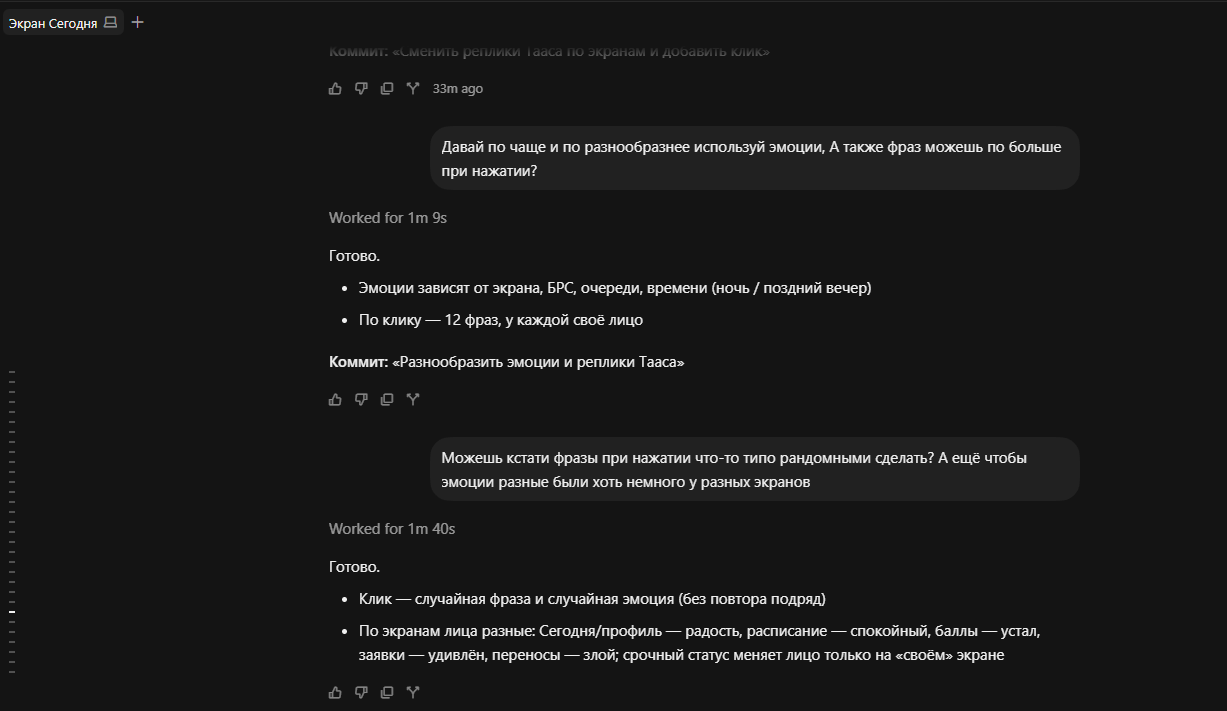 Экран Сегодня
Коммит: «Сменить реплики Тааса по экранам и добавить клик»
33m ago
Давай по чаще и по разнообразнее используй эмоции, А также фраз можешь по больше
при нажатии?
Worked for 1m 9s
Готово.
• Эмоции зависят от экрана, БРС, очереди, времени (ночь / поздний вечер)
• По клику — 12 фраз, у каждой своё лицо
Коммит: «Разнообразить эмоции и реплики Тааса»
Можешь кстати фразы при нажатии что-то типо рандомными сделать? А ещё чтобы
эмоции разные были хоть немного у разных экранов
Worked for 1m 40s
Готово.
• Клик — случайная фраза и случайная эмоция (без повтора подряд)
• По экранам лица разные: Сегодня/профиль — радость, расписание — спокойный, баллы — устал,
заявки — удивлён, переносы — злой; срочный статус меняет лицо только на «своём» экране